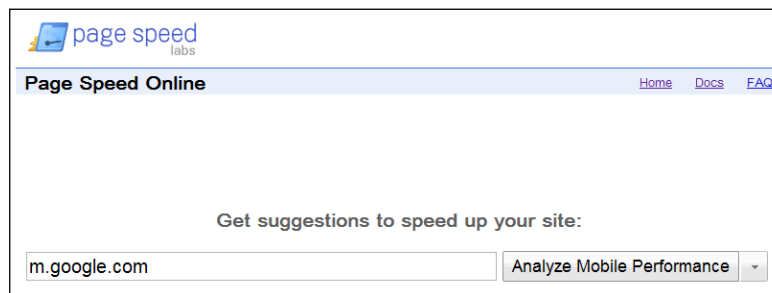 page speed
labs
Page Speed Online Home Docs FAQ
Get suggestions to speed up your site:
m.google.com Analyze Mobile Performance